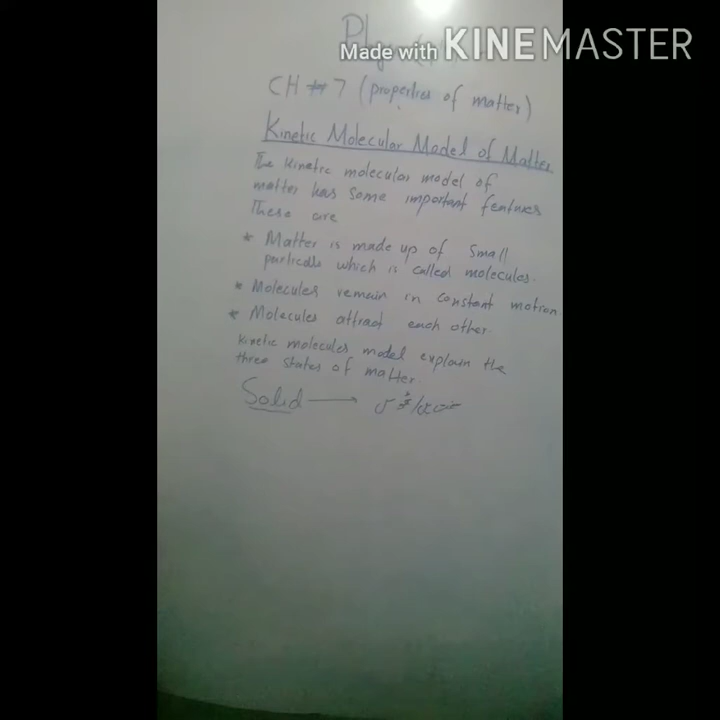 Made with KINEMASTER
CH # 7 (properties of matter)
Kinetic Molecular Model of Matter
The kinetic molecular model of
matter has some important features
These are
* Matter is made up of small
particals which is called molecules.
* Molecules remain in constant motion
* Molecules attract each other.
Kinetic molecules model explain the
three states of matter.
Solid →